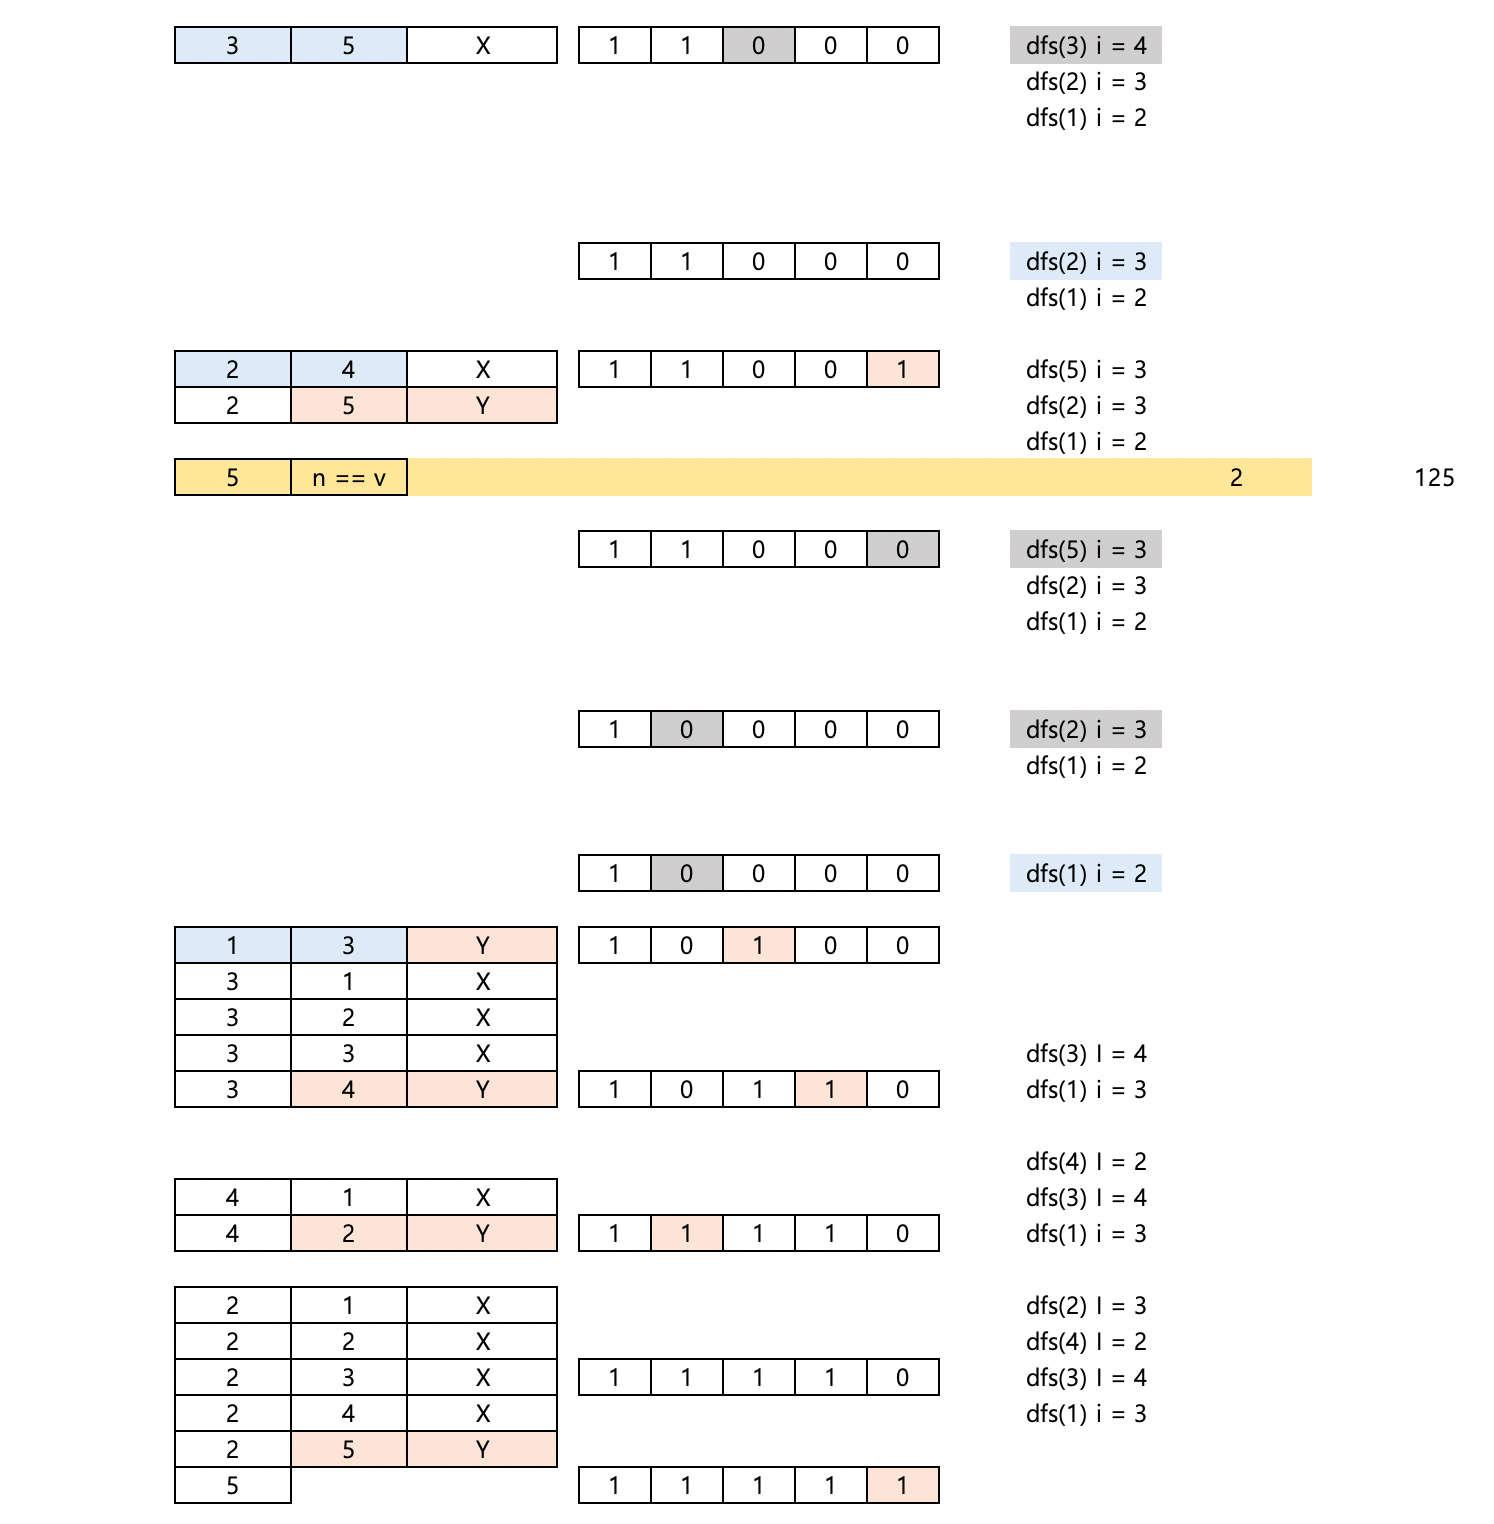 3 5 X 1 1 0 0 0 dfs(3) i = 4
dfs(2) i = 3
dfs(1) i = 2
1 1 0 0 0 dfs(2) i = 3
dfs(1) i = 2
2 4 X 1 1 0 0 1 dfs(5) i = 3
2 5 Y dfs(2) i = 3
dfs(1) i = 2
5 n == v 2 125
1 1 0 0 0 dfs(5) i = 3
dfs(2) i = 3
dfs(1) i = 2
1 0 0 0 0 dfs(2) i = 3
dfs(1) i = 2
1 0 0 0 0 dfs(1) i = 2
1 3 Y 1 0 1 0 0
3 1 X
3 2 X
3 3 X dfs(3) I = 4
3 4 Y 1 0 1 1 0 dfs(1) i = 3
dfs(4) I = 2
4 1 X dfs(3) I = 4
4 2 Y 1 1 1 1 0 dfs(1) i = 3
2 1 X dfs(2) I = 3
2 2 X dfs(4) I = 2
2 3 X 1 1 1 1 0 dfs(3) I = 4
2 4 X dfs(1) i = 3
2 5 Y
5 1 1 1 1 1